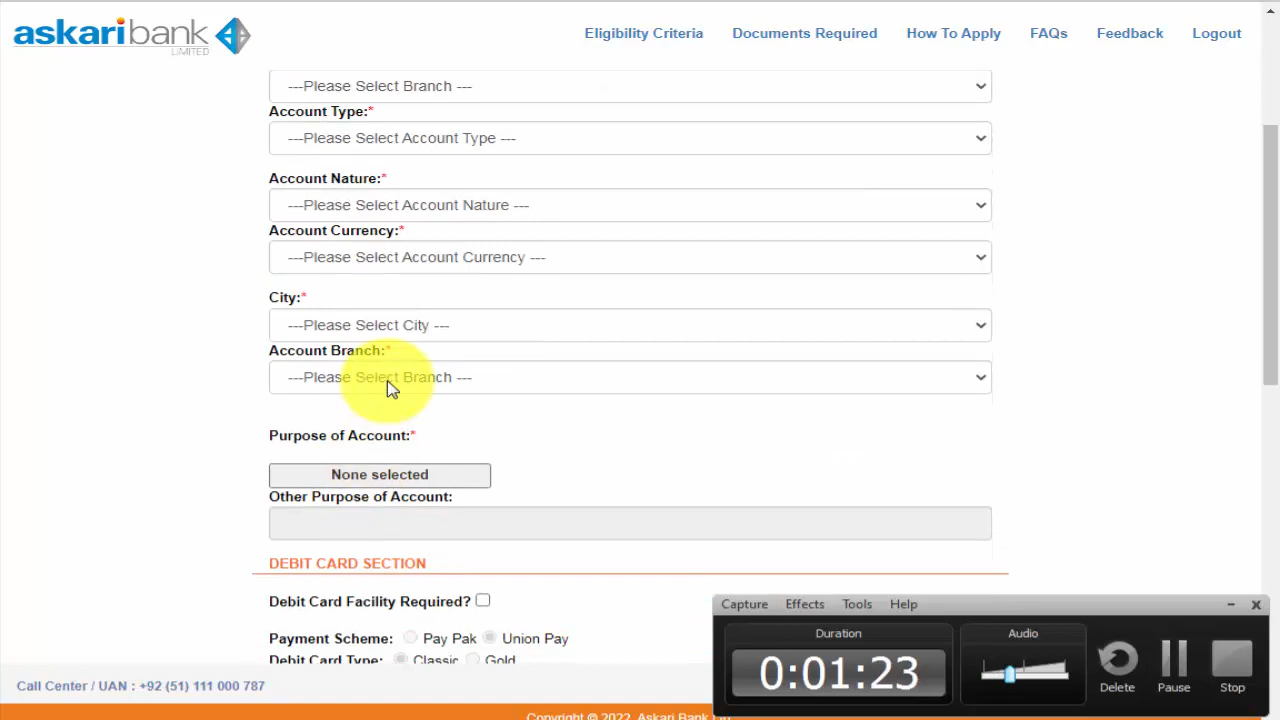 askaribank
LIMITED
Eligibility Criteria
Documents Required
How To Apply
FAQs
Feedback
Logout
---Please Select Branch ---
Account Type:*
---Please Select Account Type ---
Account Nature:*
---Please Select Account Nature ---
Account Currency:*
---Please Select Account Currency ---
City:*
---Please Select City ---
Account Branch:*
---Please Select Branch ---
Purpose of Account:*
None selected
Other Purpose of Account:
DEBIT CARD SECTION
Debit Card Facility Required?
Payment Scheme: Pay Pak Union Pay
Debit Card Type: Classic Gold
Capture Effects Tools Help
Duration
Audio
0:01:23
Delete
Pause
Stop
Call Center / UAN : +92 (51) 111 000 787
Copyright © 2022, Askari Bank Ltd